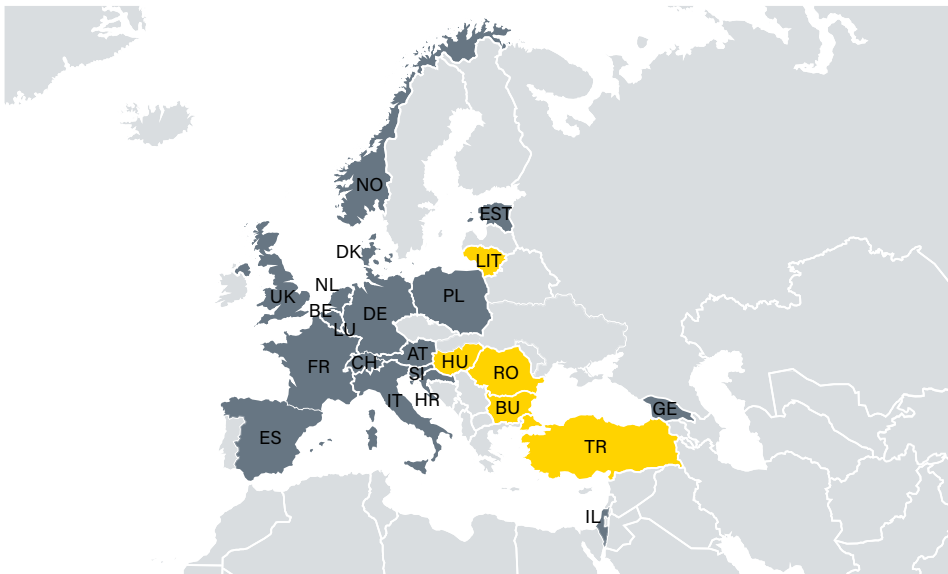 NO
EST
DK
LIT
NL
UK
PL
BE
DE
LU
AT
CH
HU
FR
SI
RO
IT
HR
BU
GE
ES
TR
IL